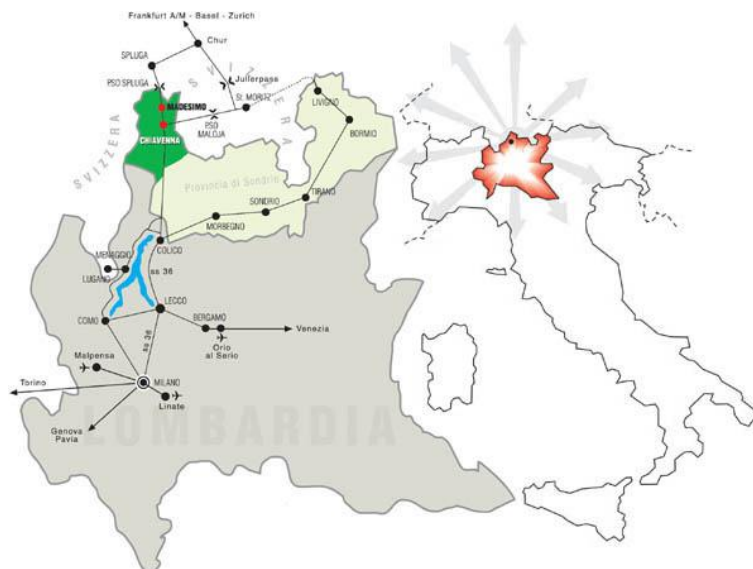 Frankfurt A/M - Basel - Zurich
Chur
SPLUGA
SVIZZERA
PSO SPLUGA
Julierpass
ST. MORITZ
MADESIMO
LIVIGNO
CHIAVENNA
PSO
MALOJA
BORMIO
SVIZZERA
Provincia di Sondrio
TIRANO
SONDRIO
MORBEGNO
COLICO
MENAGGIO
LUGANO
ss 36
LECCO
COMO
BERGAMO
Venezia
Orio
al Serio
ss 36
Malpensa
Torino
MILANO
Linate
LOMBARDIA
Genova
Pavia